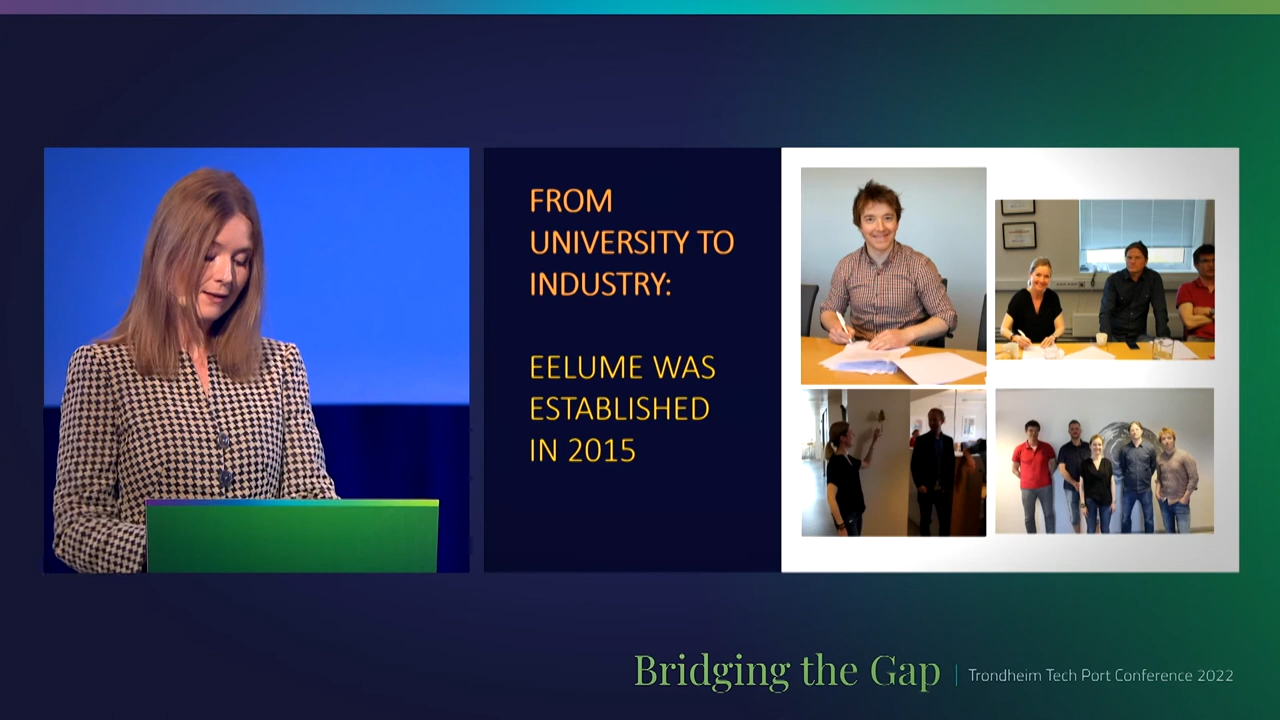 FROM
UNIVERSITY TO
INDUSTRY:
EELUME WAS
ESTABLISHED
IN 2015
Bridging the Gap | Trondheim Tech Port Conference 2022